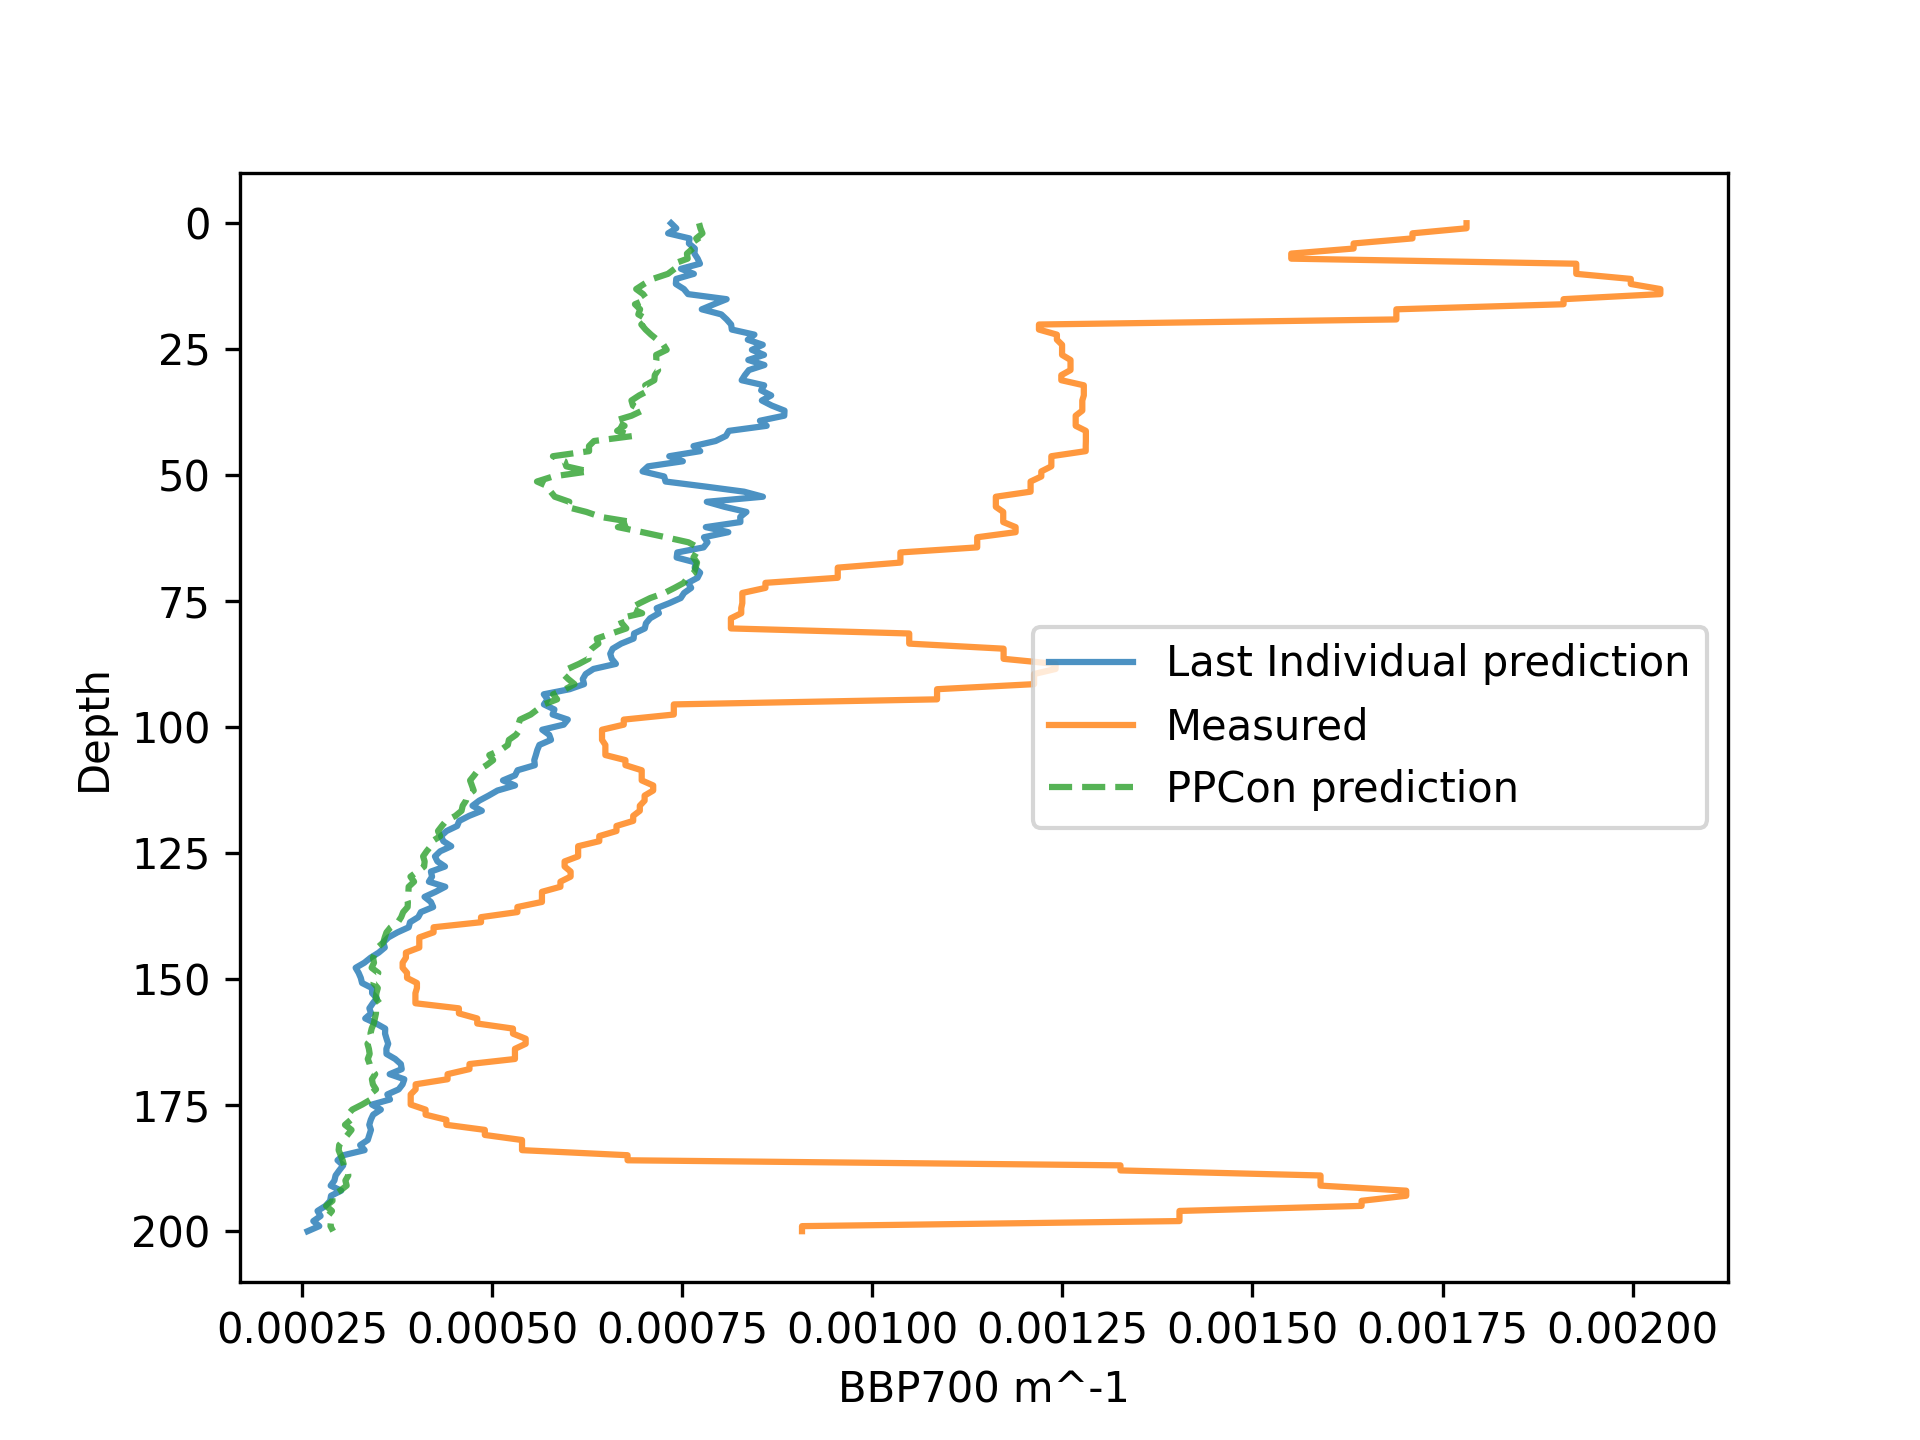 0
25
50
75
100
125
150
175
200
Depth
Last Individual prediction
Measured
PPCon prediction
0.00025 0.00050 0.00075 0.00100 0.00125 0.00150 0.00175 0.00200
BBP700 m^-1